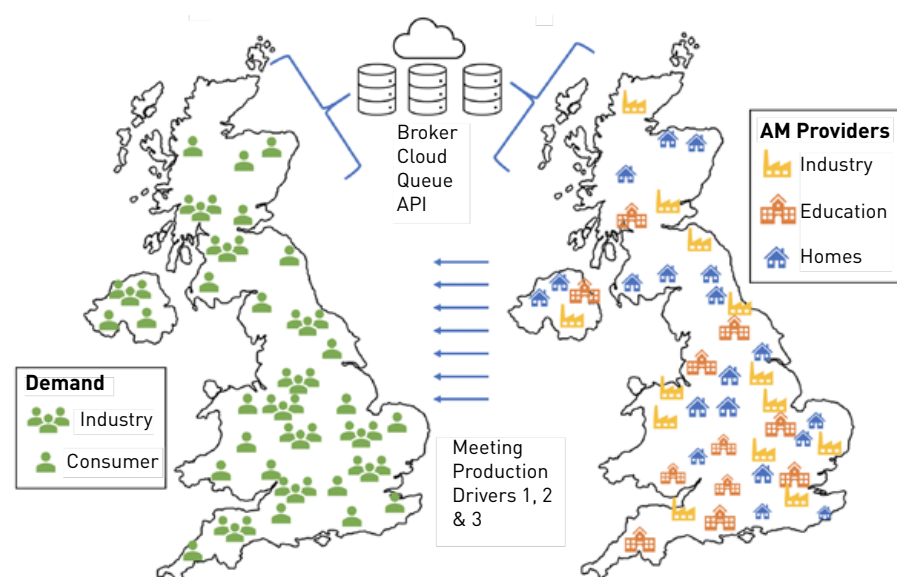 Broker
Cloud
Queue
API
AM Providers
Industry
Education
Homes
Demand
Industry
Consumer
Meeting
Production
Drivers 1, 2
& 3